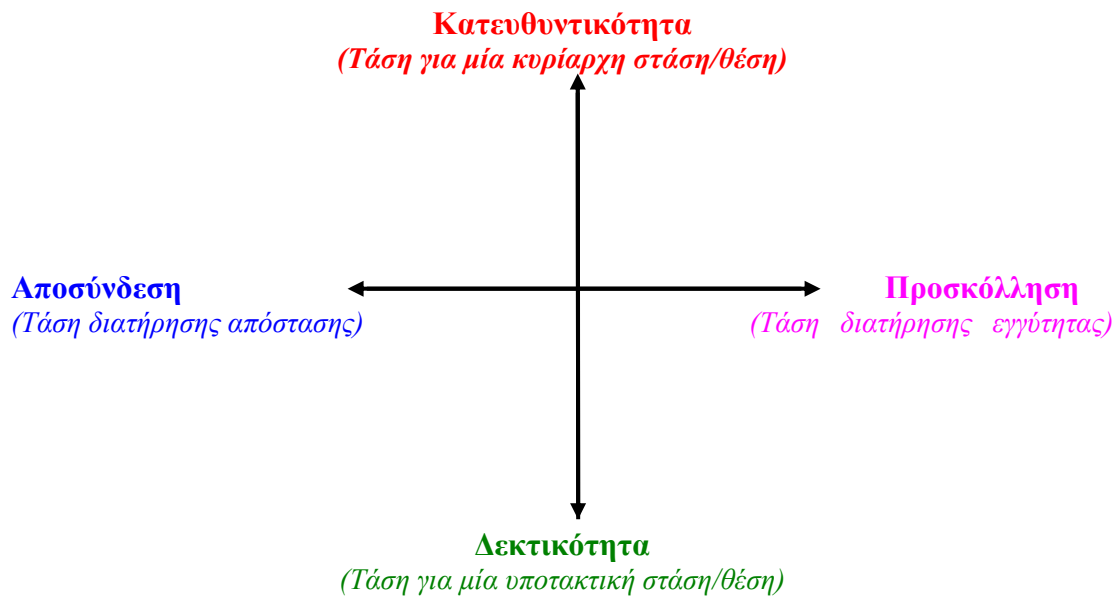 Κατευθυντικότητα
(Τάση για μία κυρίαρχη στάση/θέση)
Αποσύνδεση
(Τάση διατήρησης απόστασης)
Προσκόλληση
(Τάση διατήρησης εγγύτητας)
Δεκτικότητα
(Τάση για μία υποτακτική στάση/θέση)